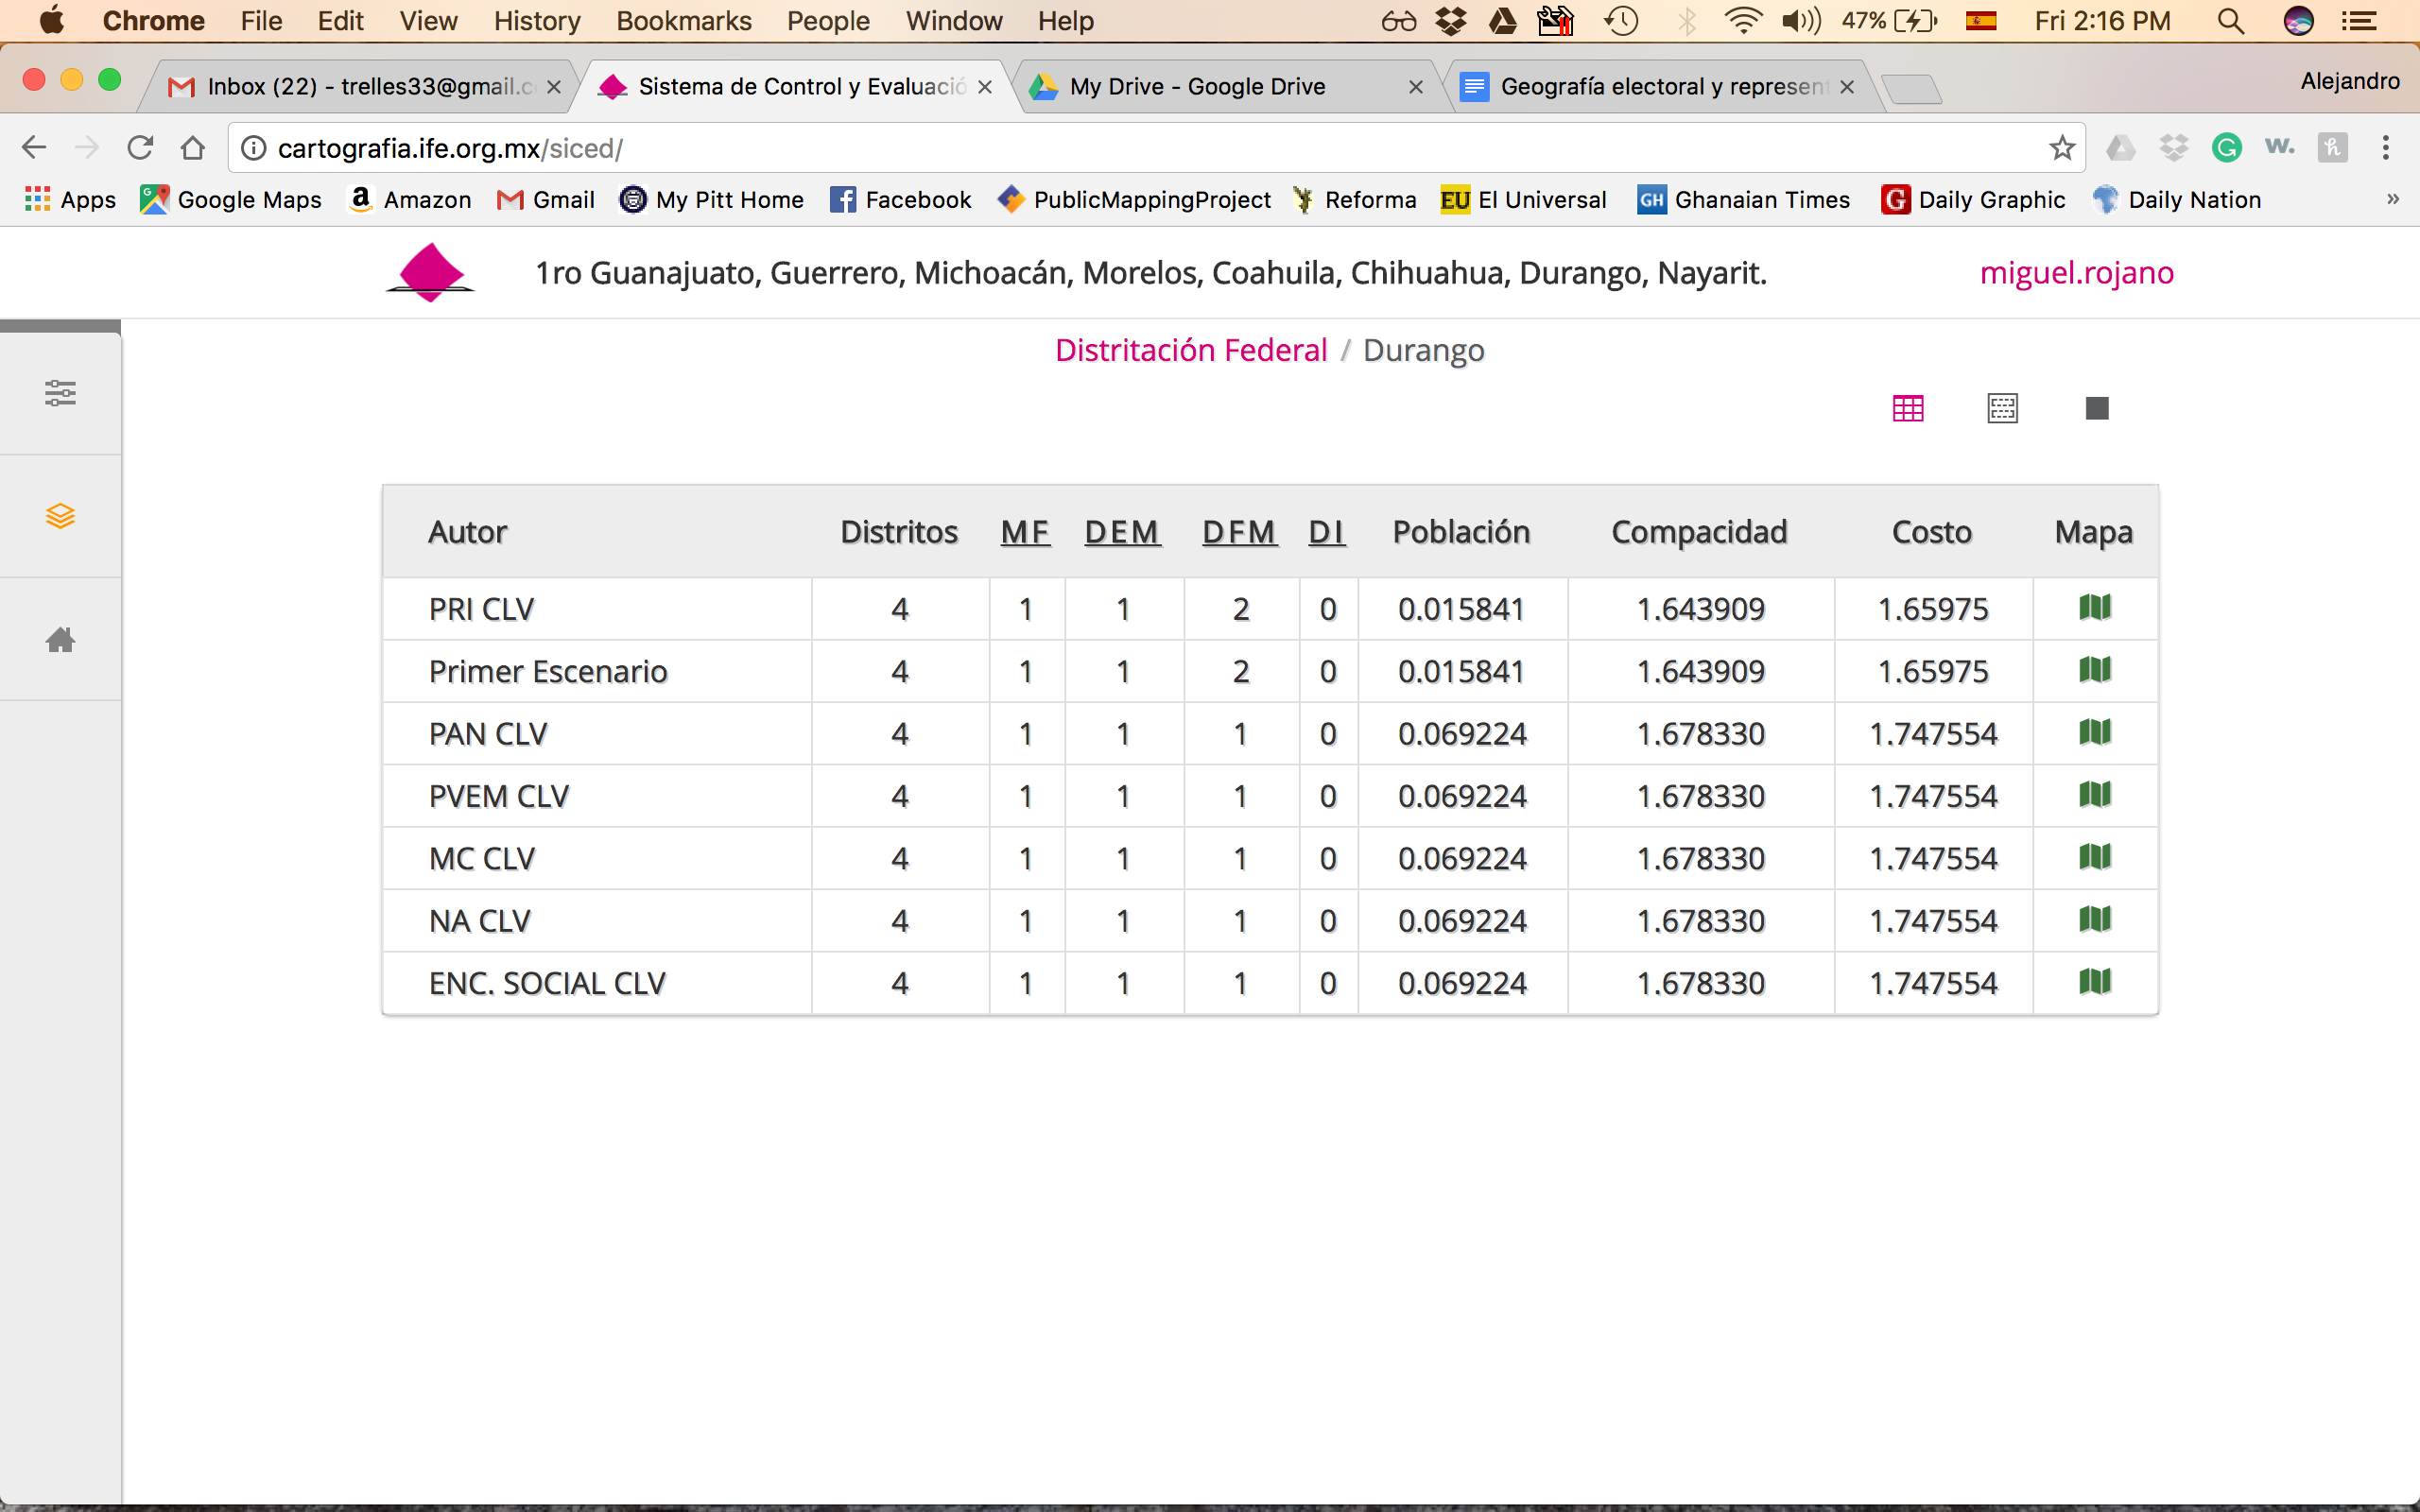 Chrome File Edit View History Bookmarks People Window Help 47% Fri 2:16 PM
Inbox (22) - trelles33@gmail.c Sistema de Control y Evaluació My Drive - Google Drive Geografía electoral y represent Alejandro
cartografia.ife.org.mx/siced/
Apps Google Maps Amazon Gmail My Pitt Home Facebook PublicMappingProject Reforma EU El Universal GH Ghanaian Times G Daily Graphic Daily Nation »
1ro Guanajuato, Guerrero, Michoacán, Morelos, Coahuila, Chihuahua, Durango, Nayarit. miguel.rojano
Distritación Federal / Durango
Autor Distritos MF DEM DFM DI Población Compacidad Costo Mapa
PRI CLV 4 1 1 2 0 0.015841 1.643909 1.65975
Primer Escenario 4 1 1 2 0 0.015841 1.643909 1.65975
PAN CLV 4 1 1 1 0 0.069224 1.678330 1.747554
PVEM CLV 4 1 1 1 0 0.069224 1.678330 1.747554
MC CLV 4 1 1 1 0 0.069224 1.678330 1.747554
NA CLV 4 1 1 1 0 0.069224 1.678330 1.747554
ENC. SOCIAL CLV 4 1 1 1 0 0.069224 1.678330 1.747554